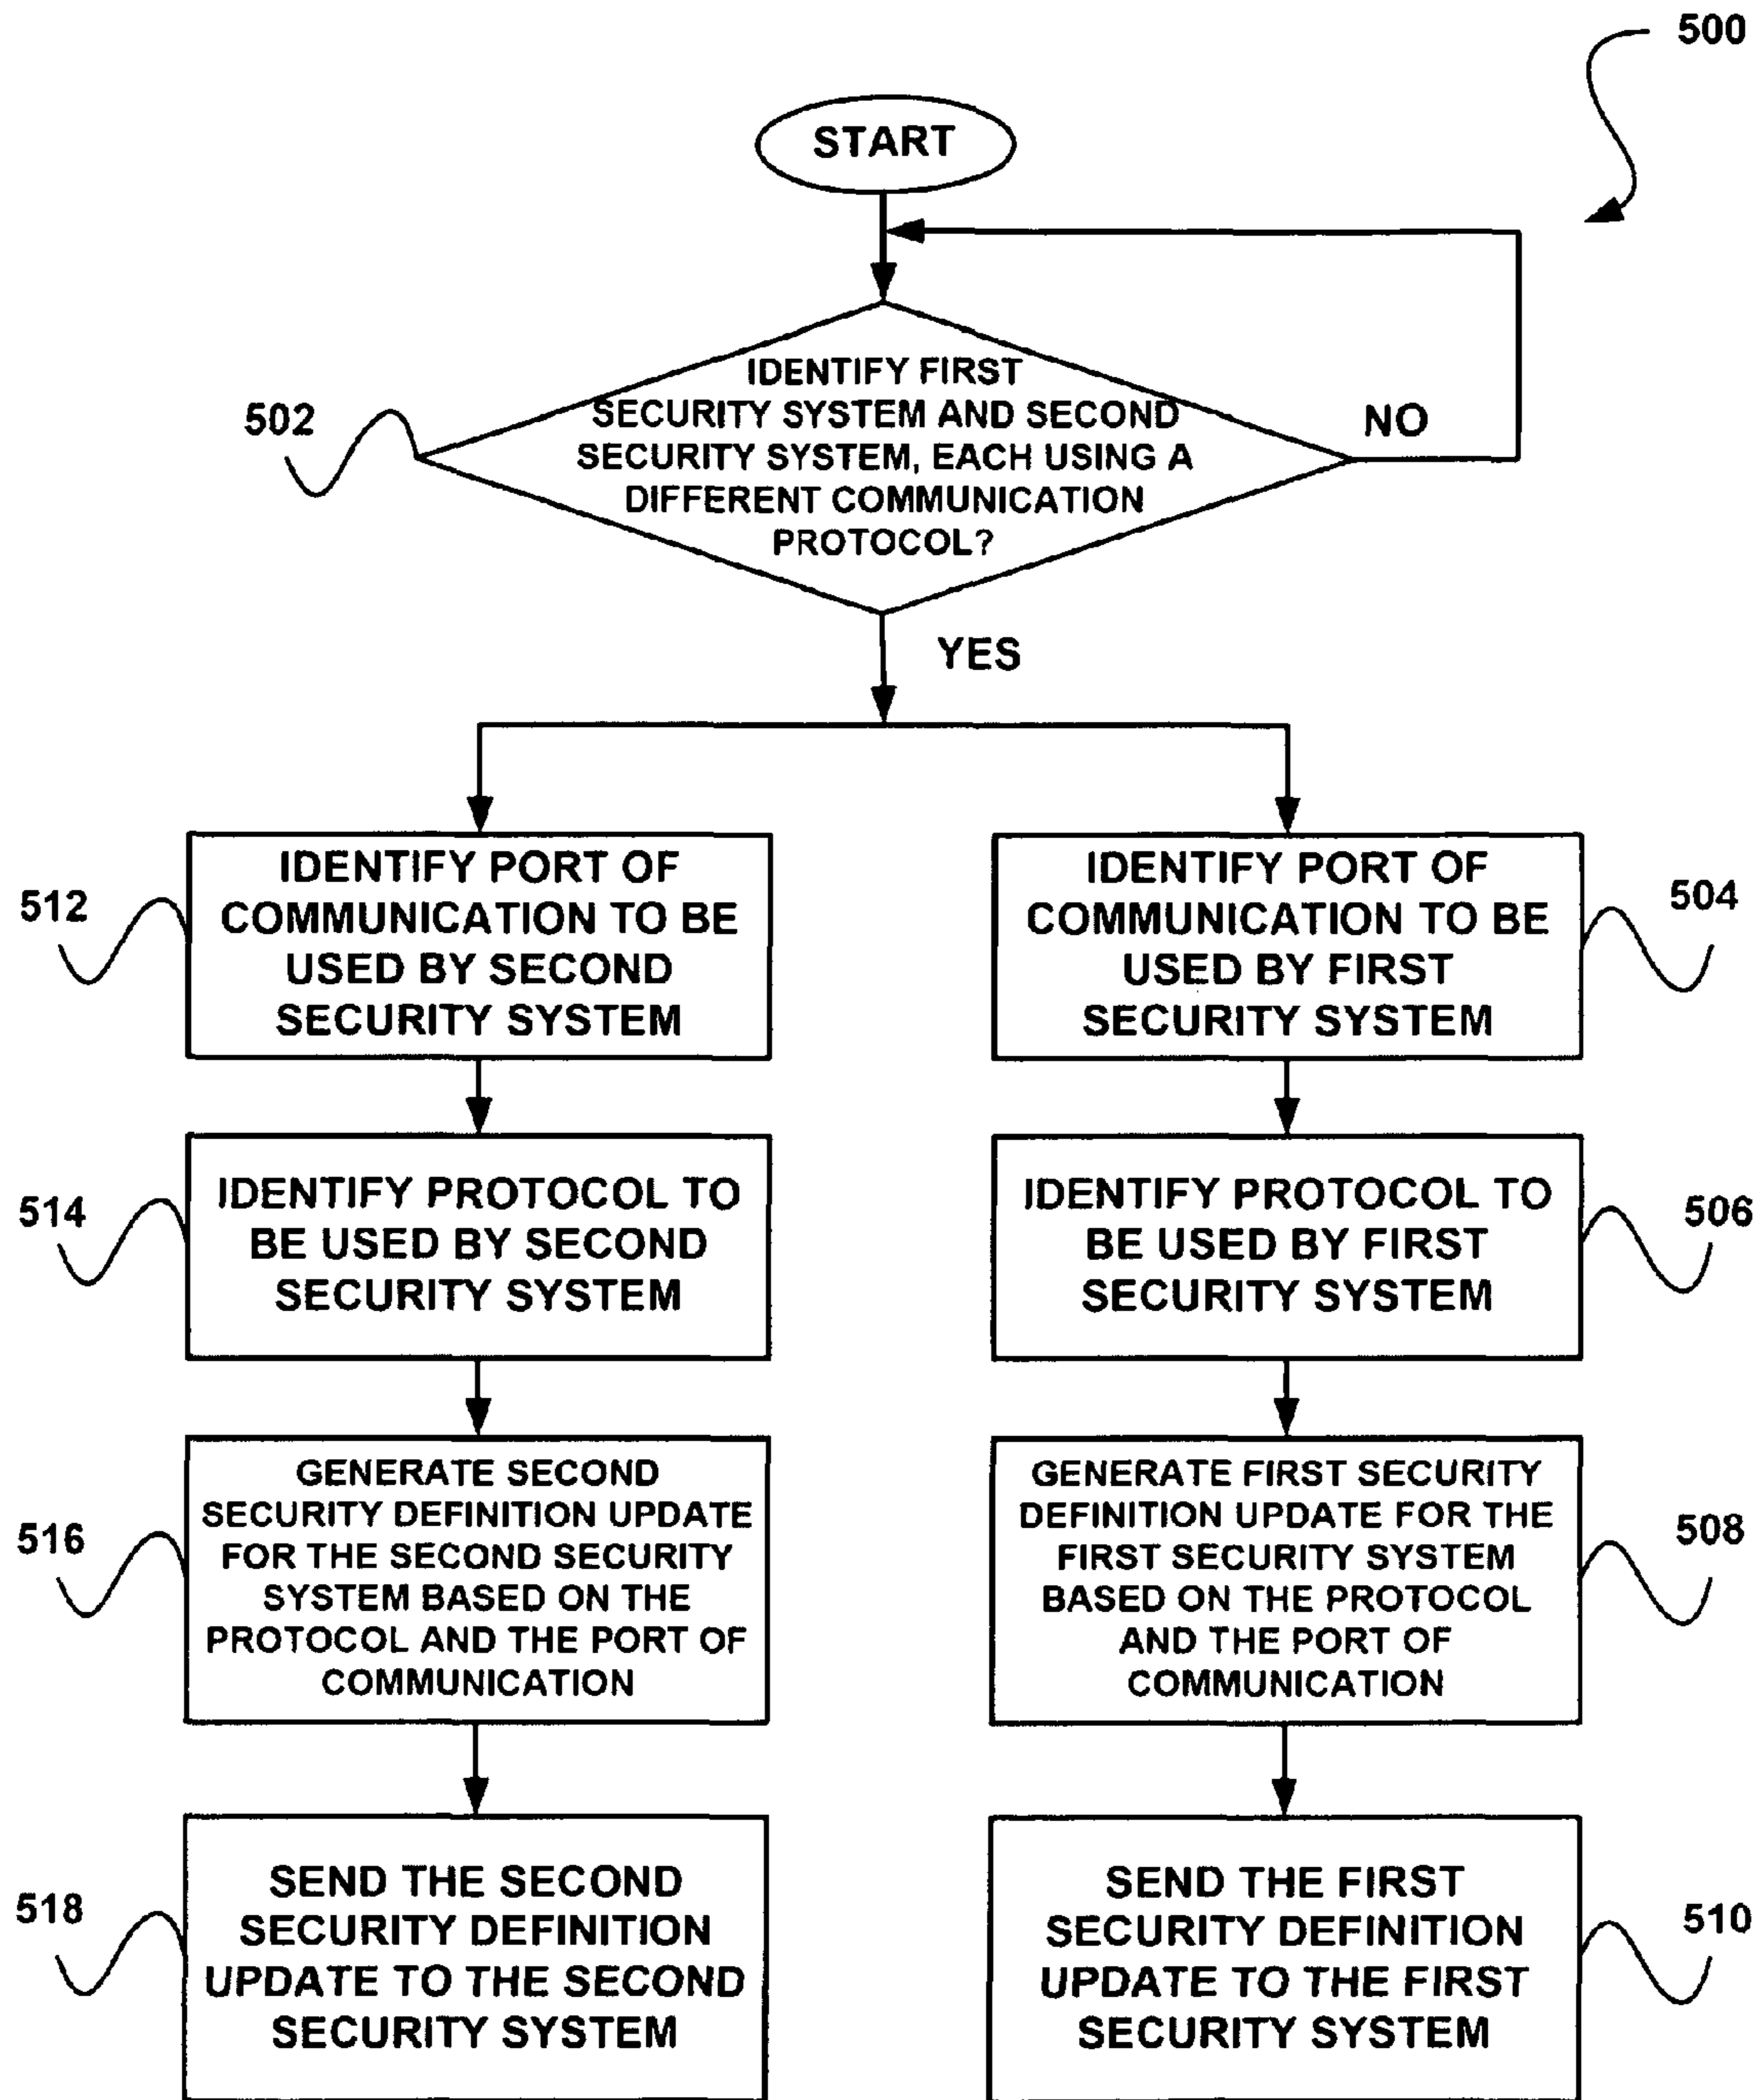 500
START
IDENTIFY FIRST
SECURITY SYSTEM AND SECOND
SECURITY SYSTEM, EACH USING A
DIFFERENT COMMUNICATION
PROTOCOL?
502
NO
YES
512
IDENTIFY PORT OF
COMMUNICATION TO BE
USED BY SECOND
SECURITY SYSTEM
IDENTIFY PORT OF
COMMUNICATION TO BE
USED BY FIRST
SECURITY SYSTEM
504
514
IDENTIFY PROTOCOL TO
BE USED BY SECOND
SECURITY SYSTEM
IDENTIFY PROTOCOL TO
BE USED BY FIRST
SECURITY SYSTEM
506
516
GENERATE SECOND
SECURITY DEFINITION UPDATE
FOR THE SECOND SECURITY
SYSTEM BASED ON THE
PROTOCOL AND THE PORT OF
COMMUNICATION
GENERATE FIRST SECURITY
DEFINITION UPDATE FOR THE
FIRST SECURITY SYSTEM
BASED ON THE PROTOCOL
AND THE PORT OF
COMMUNICATION
508
518
SEND THE SECOND
SECURITY DEFINITION
UPDATE TO THE SECOND
SECURITY SYSTEM
SEND THE FIRST
SECURITY DEFINITION
UPDATE TO THE FIRST
SECURITY SYSTEM
510